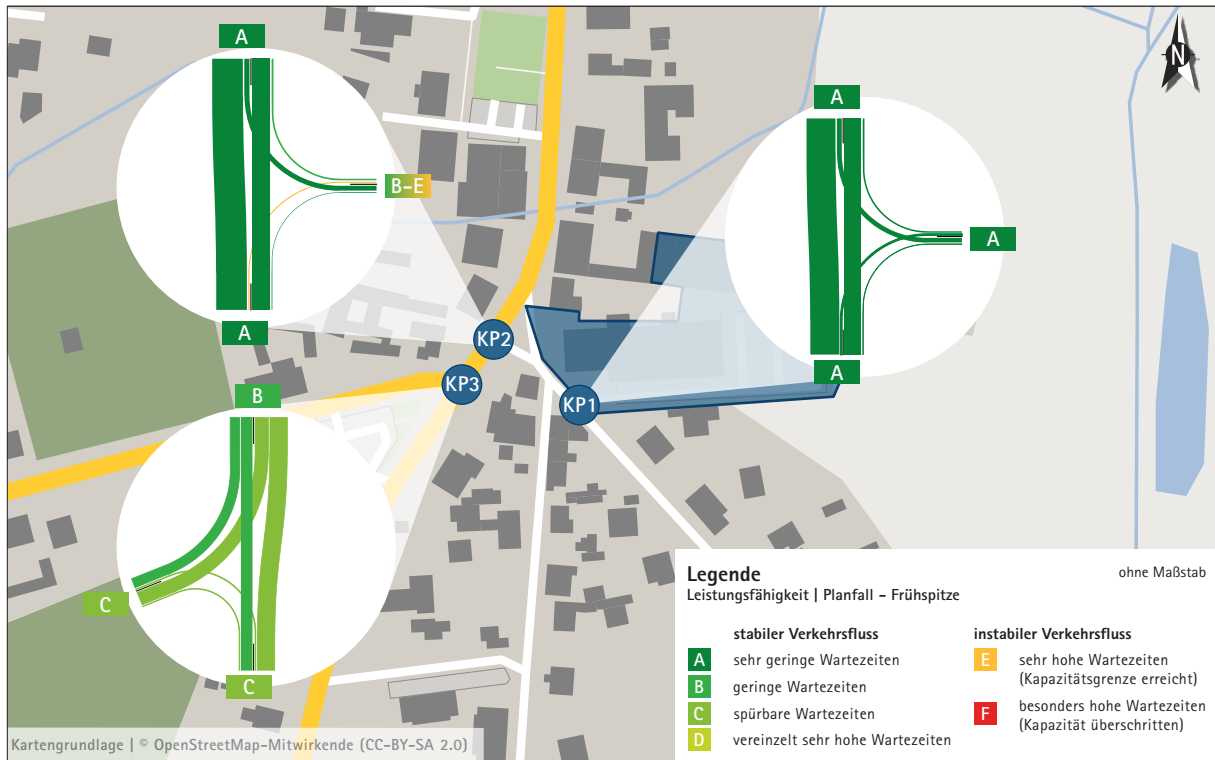 A
N
A
B-E
A
A
A
KP2
KP3
KP1
B
C
C
Legende
ohne Maßstab
Leistungsfähigkeit | Planfall - Frühspitze
stabiler Verkehrsfluss
A sehr geringe Wartezeiten
B geringe Wartezeiten
C spürbare Wartezeiten
D vereinzelt sehr hohe Wartezeiten
instabiler Verkehrsfluss
E sehr hohe Wartezeiten
(Kapazitätsgrenze erreicht)
F besonders hohe Wartezeiten
(Kapazität überschritten)
Kartengrundlage | © OpenStreetMap-Mitwirkende (CC-BY-SA 2.0)